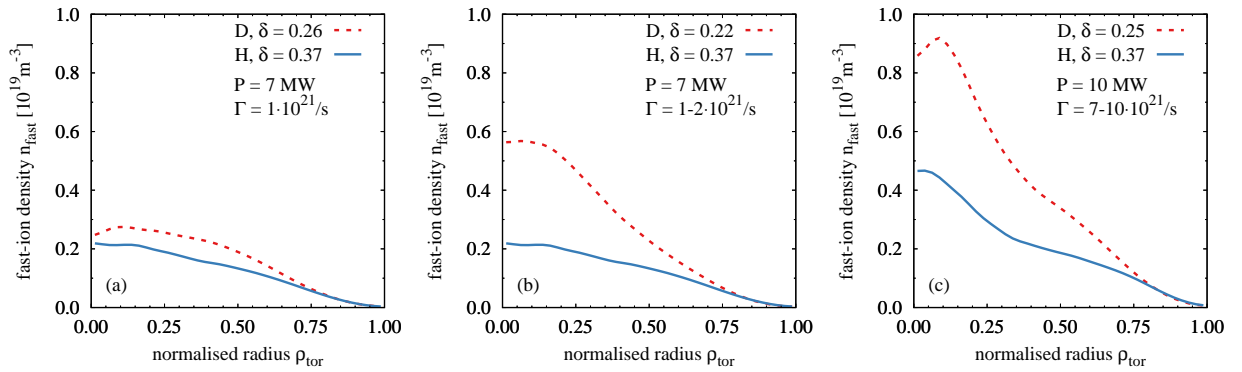 fast-ion density n_fast [10^19 m^-3]
1.0
0.8
0.6
0.4
0.2
0.0
D, δ = 0.26
H, δ = 0.37
P = 7 MW
Γ = 1·10^21/s
(a)
0.00 0.25 0.50 0.75 1.00
normalised radius ρ_tor
fast-ion density n_fast [10^19 m^-3]
1.0
0.8
0.6
0.4
0.2
0.0
D, δ = 0.22
H, δ = 0.37
P = 7 MW
Γ = 1-2·10^21/s
(b)
0.00 0.25 0.50 0.75 1.00
normalised radius ρ_tor
fast-ion density n_fast [10^19 m^-3]
1.0
0.8
0.6
0.4
0.2
0.0
D, δ = 0.25
H, δ = 0.37
P = 10 MW
Γ = 7-10·10^21/s
(c)
0.00 0.25 0.50 0.75 1.00
normalised radius ρ_tor